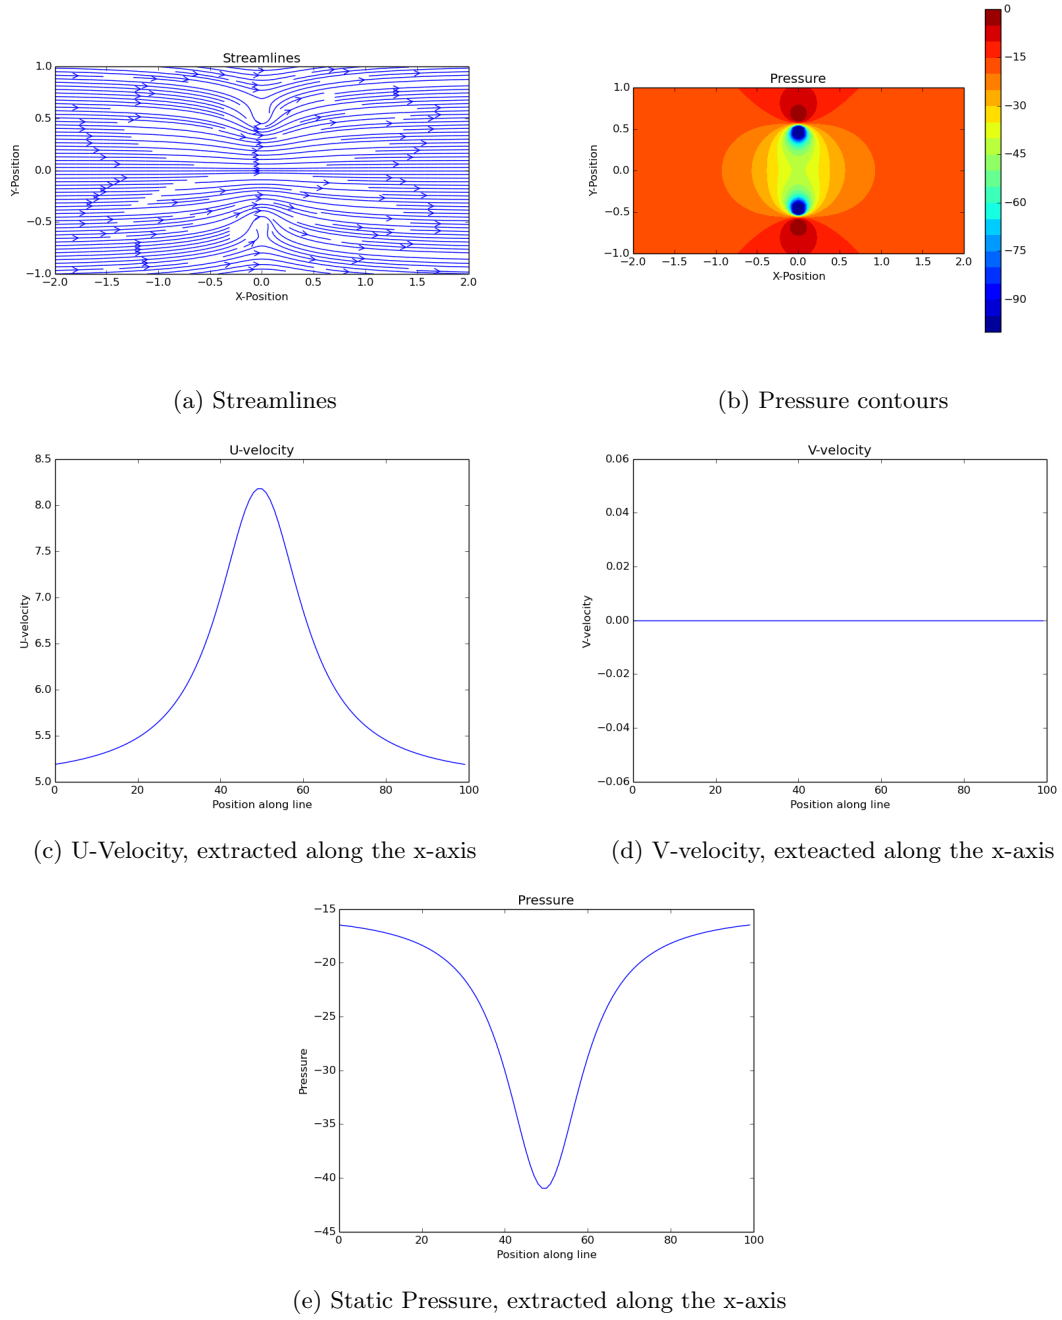 Streamlines
1.0
0.5
0.0
−0.5
−1.0
Y-Position
−2.0 −1.5 −1.0 −0.5 0.0 0.5 1.0 1.5 2.0
X-Position
(a) Streamlines
Pressure
1.0
0.5
0.0
−0.5
−1.0
Y-Position
−2.0 −1.5 −1.0 −0.5 0.0 0.5 1.0 1.5 2.0
X-Position
0
−15
−30
−45
−60
−75
−90
(b) Pressure contours
U-velocity
8.5
8.0
7.5
7.0
6.5
6.0
5.5
5.0
U-velocity
0 20 40 60 80 100
Position along line
(c) U-Velocity, extracted along the x-axis
V-velocity
0.06
0.04
0.02
0.00
−0.02
−0.04
−0.06
V-velocity
0 20 40 60 80 100
Position along line
(d) V-velocity, exteacted along the x-axis
Pressure
−15
−20
−25
−30
−35
−40
−45
Pressure
0 20 40 60 80 100
Position along line
(e) Static Pressure, extracted along the x-axis